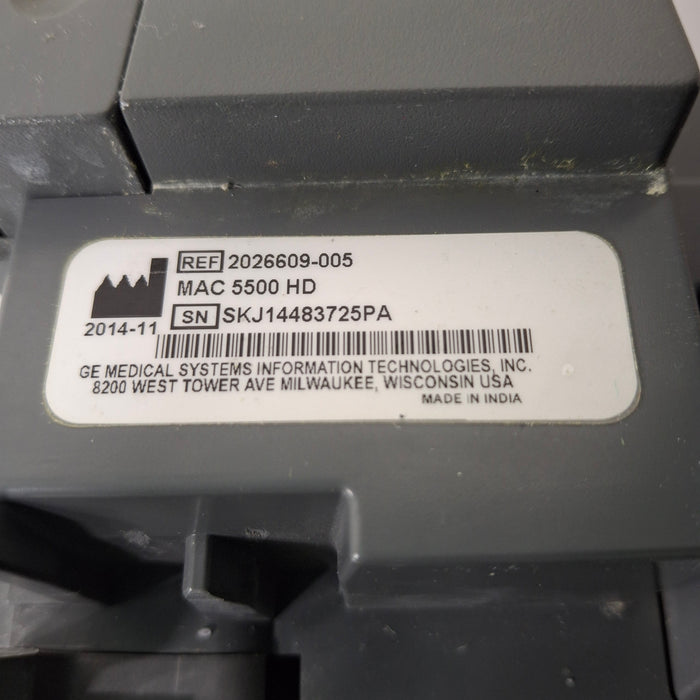 REF 2026609-005
MAC 5500 HD
2014-11 SN SKJ14483725PA
GE MEDICAL SYSTEMS INFORMATION TECHNOLOGIES, INC.
8200 WEST TOWER AVE MILWAUKEE, WISCONSIN USA
MADE IN INDIA